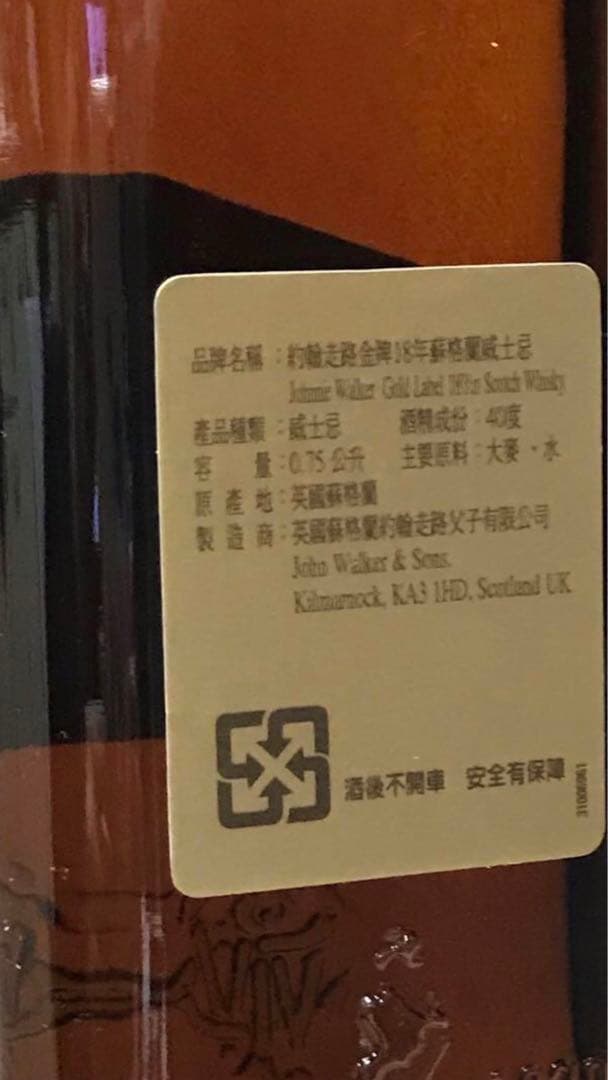 品牌名稱：約翰走路金牌18年蘇格蘭威士忌
Johnnie Walker Gold Label 18Year Scotch Whisky
產品種類：威士忌 酒精成份：40度
容量：0.75公升 主要原料：大麥、水
原產地：英國蘇格蘭
製造商：英國蘇格蘭約翰走路父子有限公司
John Walker & Sons.
Kilmarnock, KA3 1HD, Scotland UK
酒後不開車 安全有保障